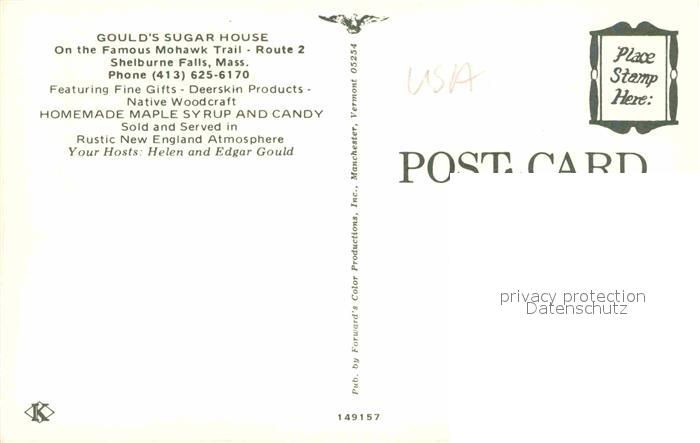 GOULD'S SUGAR HOUSE
On the Famous Mohawk Trail - Route 2
Shelburne Falls, Mass.
Phone (413) 625-6170
Featuring Fine Gifts - Deerskin Products -
Native Woodcraft
HOMEMADE MAPLE SYRUP AND CANDY
Sold and Served in
Rustic New England Atmosphere
Your Hosts: Helen and Edgar Gould
Pub. by Forward's Color Productions, Inc., Manchester, Vermont 05254
USA
Place
Stamp
Here:
POST CARD
privacy protection
Datenschutz
K
149157